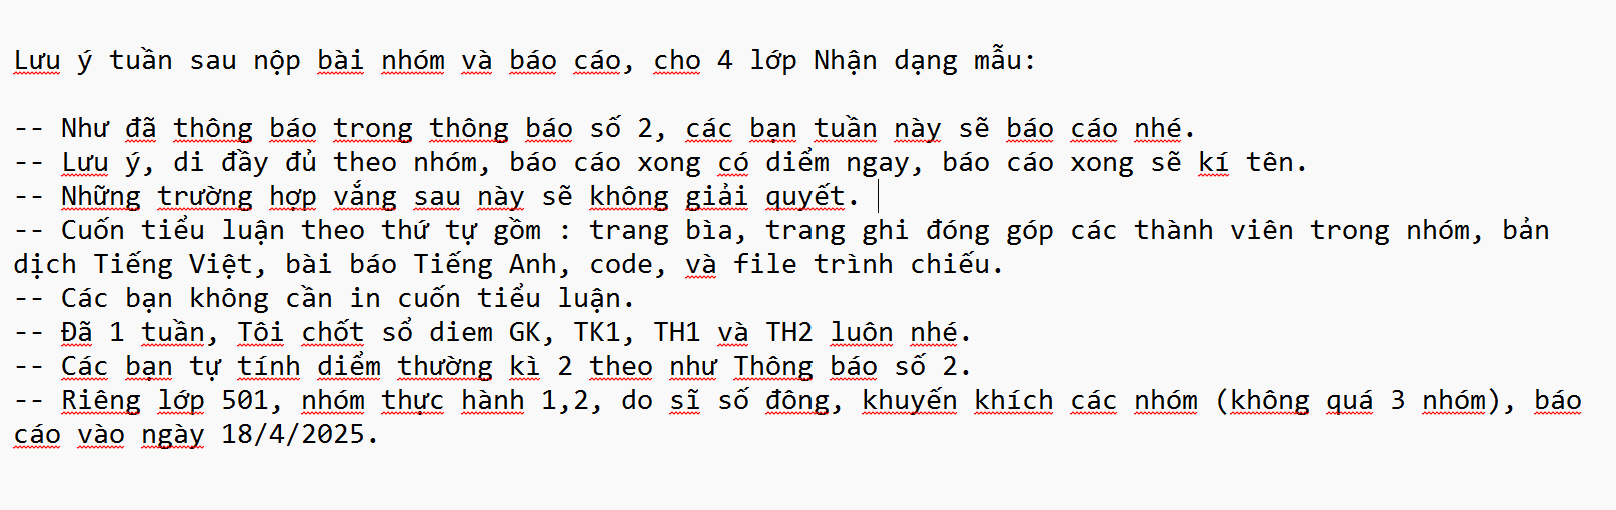 Lưu ý tuần sau nộp bài nhóm và báo cáo, cho 4 lớp Nhận dạng mẫu:
-- Như đã thông báo trong thông báo số 2, các bạn tuần này sẽ báo cáo nhé.
-- Lưu ý, di đầy đủ theo nhóm, báo cáo xong có diểm ngay, báo cáo xong sẽ kí tên.
-- Những trường hợp vắng sau này sẽ không giải quyết.
-- Cuốn tiểu luận theo thứ tự gồm : trang bìa, trang ghi đóng góp các thành viên trong nhóm, bản
dịch Tiếng Việt, bài báo Tiếng Anh, code, và file trình chiếu.
-- Các bạn không cần in cuốn tiểu luận.
-- Đã 1 tuần, Tôi chốt sổ diem GK, TK1, TH1 và TH2 luôn nhé.
-- Các bạn tự tính diểm thường kì 2 theo như Thông báo số 2.
-- Riêng lớp 501, nhóm thực hành 1,2, do sĩ số đông, khuyến khích các nhóm (không quá 3 nhóm), báo
cáo vào ngày 18/4/2025.